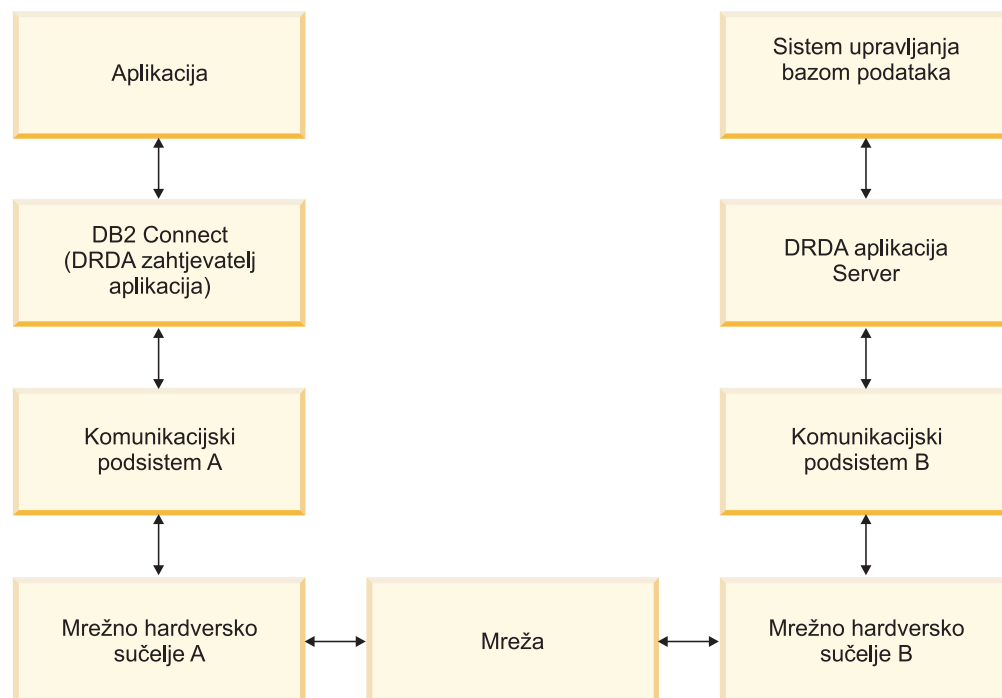 Aplikacija
Sistem upravljanja
bazom podataka
DB2 Connect
(DRDA zahtjevatelj
aplikacija)
DRDA aplikacija
Server
Komunikacijski
podsistem A
Komunikacijski
podsistem B
Mrežno hardversko
sučelje A
Mreža
Mrežno hardversko
sučelje B